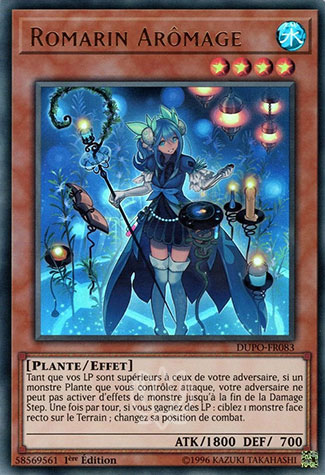 Romarin Arômage
水
DUPO-FR083
[Plante/Effet]
Tant que vos LP sont supérieurs à ceux de votre adversaire, si un
monstre Plante que vous contrôlez attaque, votre adversaire ne
peut pas activer d'effets de monstre jusqu'à la fin de la Damage
Step. Une fois par tour, si vous gagnez des LP : ciblez 1 monstre face
recto sur le Terrain ; changez sa position de combat.
ATK/1800 DEF/ 700
58569561 1ère Édition ©1996 KAZUKI TAKAHASHI